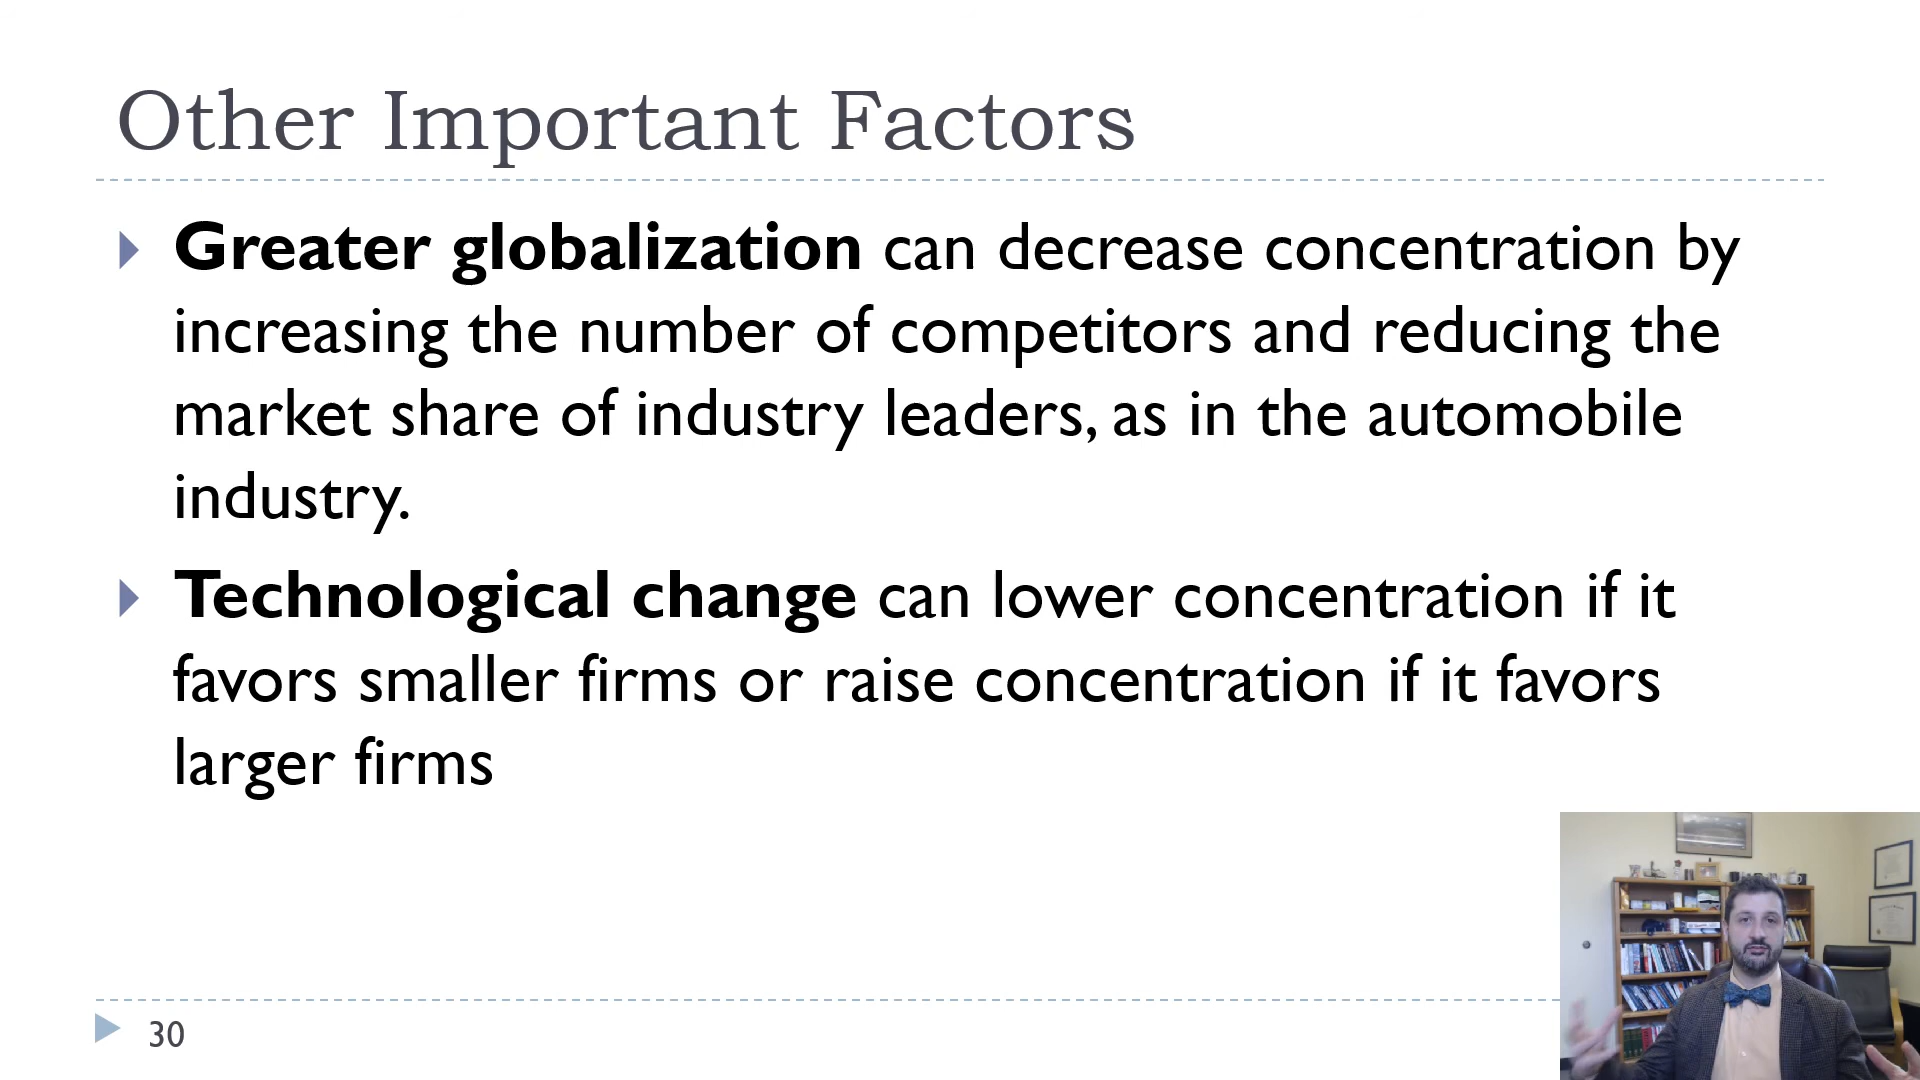 Other Important Factors
Greater globalization can decrease concentration by
increasing the number of competitors and reducing the
market share of industry leaders, as in the automobile
industry.
Technological change can lower concentration if it
favors smaller firms or raise concentration if it favors
larger firms
30